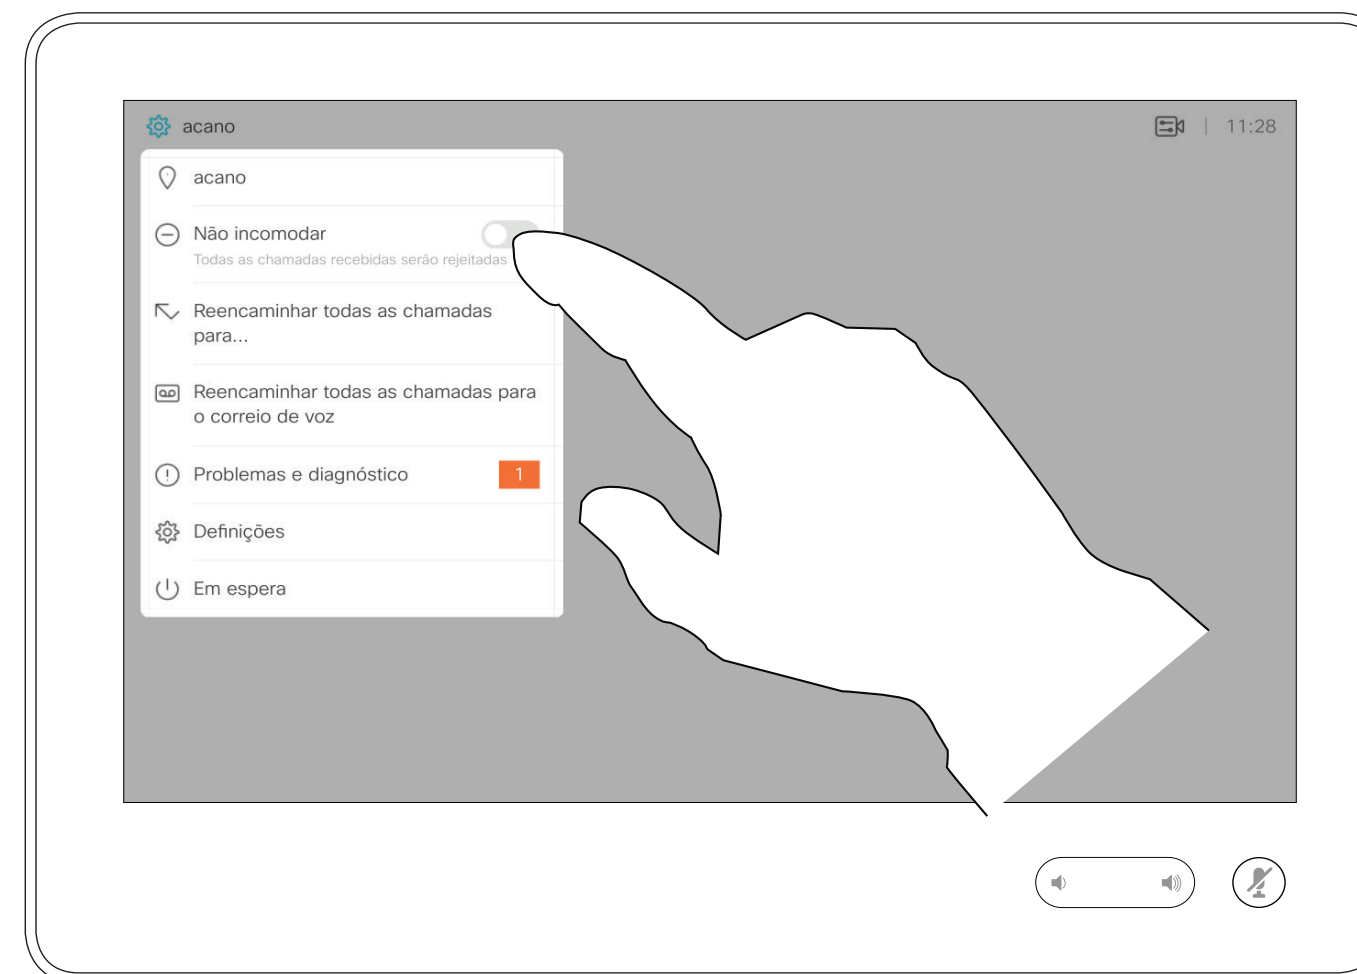 acano 11:28
acano
Não incomodar
Todas as chamadas recebidas serão rejeitadas
Reencaminhar todas as chamadas
para...
Reencaminhar todas as chamadas para
o correio de voz
Problemas e diagnóstico 1
Definições
Em espera